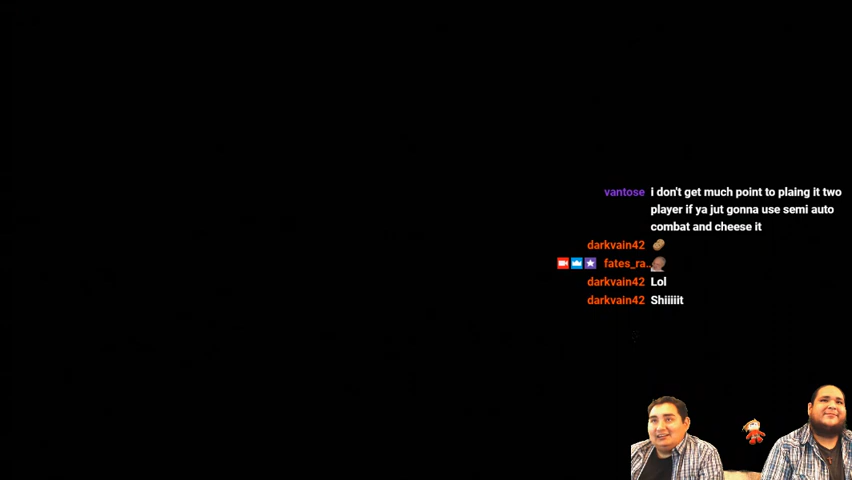 vantose i don't get much point to plaing it two
player if ya jut gonna use semi auto
combat and cheese it
darkvain42
fates_ra..
darkvain42 Lol
darkvain42 Shiiiiit